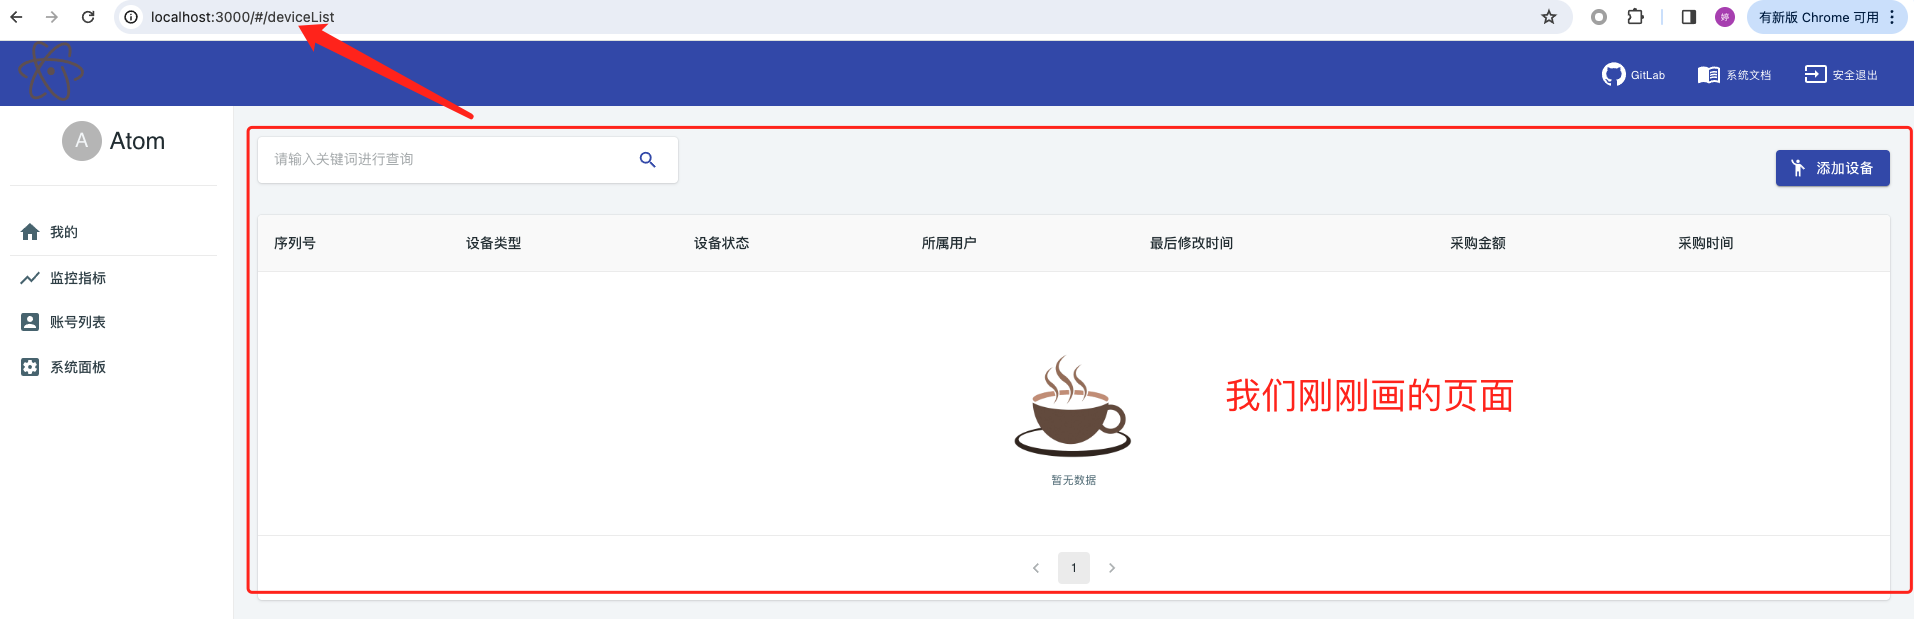 localhost:3000/#/deviceList
婷
有新版 Chrome 可用
GitLab
系统文档
安全退出
A
Atom
我的
监控指标
账号列表
系统面板
请输入关键词进行查询
添加设备
序列号 设备类型 设备状态 所属用户 最后修改时间 采购金额 采购时间
我们刚刚画的页面
暂无数据
1